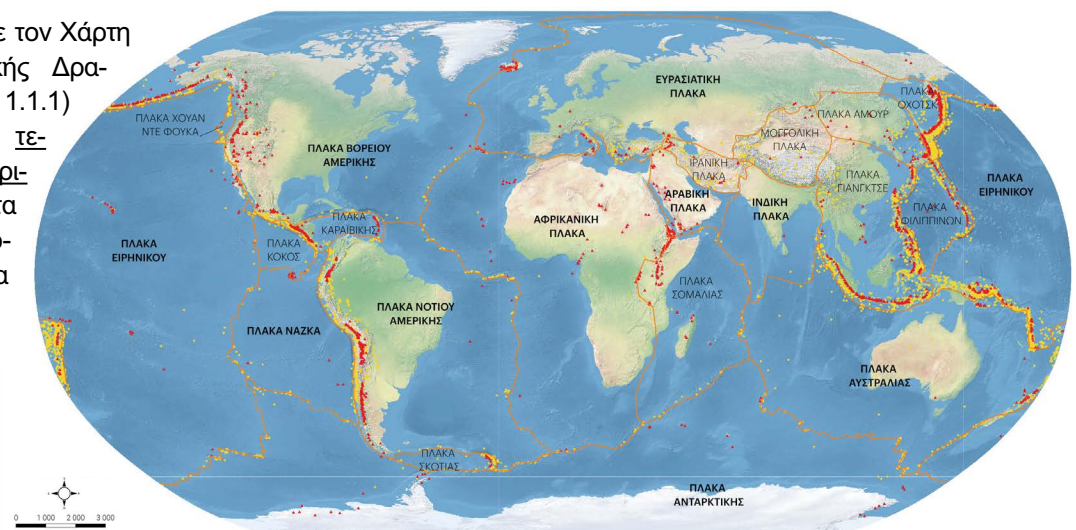 ε τον Χάρτη
κής Δρα-
1.1.1)
τε-
ρι-
τα
ο-
α
ΕΥΡΑΣΙΑΤΙΚΗ
ΠΛΑΚΑ
ΠΛΑΚΑ
ΟΧΟΤΣΚ
ΠΛΑΚΑ ΧΟΥΑΝ
ΝΤΕ ΦΟΥΚΑ
ΠΛΑΚΑ ΑΜΟΥΡ
ΜΟΓΓΟΛΙΚΗ
ΠΛΑΚΑ
ΠΛΑΚΑ ΒΟΡΕΙΟΥ
ΑΜΕΡΙΚΗΣ
ΙΡΑΝΙΚΗ
ΠΛΑΚΑ
ΠΛΑΚΑ
ΓΙΑΝΓΚΤΣΕ
ΠΛΑΚΑ
ΕΙΡΗΝΙΚΟΥ
ΑΡΑΒΙΚΗ
ΠΛΑΚΑ
ΙΝΔΙΚΗ
ΠΛΑΚΑ
ΠΛΑΚΑ
ΦΙΛΙΠΠΙΝΩΝ
ΠΛΑΚΑ
ΚΑΡΑΪΒΙΚΗΣ
ΑΦΡΙΚΑΝΙΚΗ
ΠΛΑΚΑ
ΠΛΑΚΑ
ΕΙΡΗΝΙΚΟΥ
ΠΛΑΚΑ
ΚΟΚΟΣ
ΠΛΑΚΑ
ΣΟΜΑΛΙΑΣ
ΠΛΑΚΑ ΝΟΤΙΟΥ
ΑΜΕΡΙΚΗΣ
ΠΛΑΚΑ ΝΑΖΚΑ
ΠΛΑΚΑ
ΑΥΣΤΡΑΛΙΑΣ
ΠΛΑΚΑ
ΣΚΟΤΙΑΣ
ΠΛΑΚΑ
ΑΝΤΑΡΚΤΙΚΗΣ
0 1 000 2 000 3 000